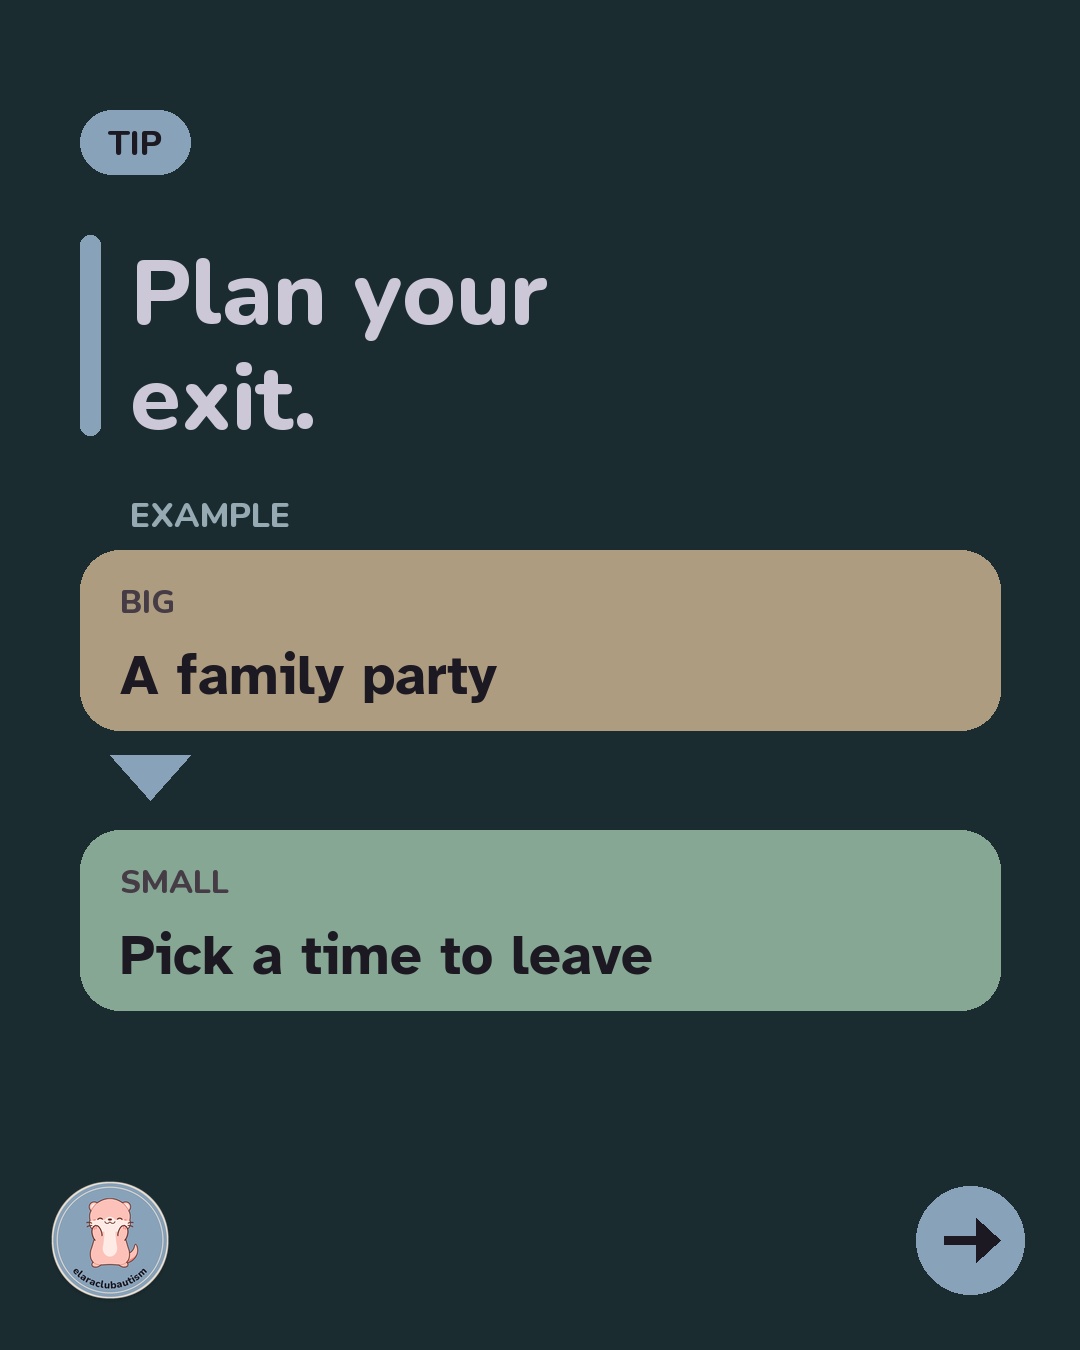 TIP
Plan your
exit.
EXAMPLE
BIG
A family party
SMALL
Pick a time to leave
elaraclubautism